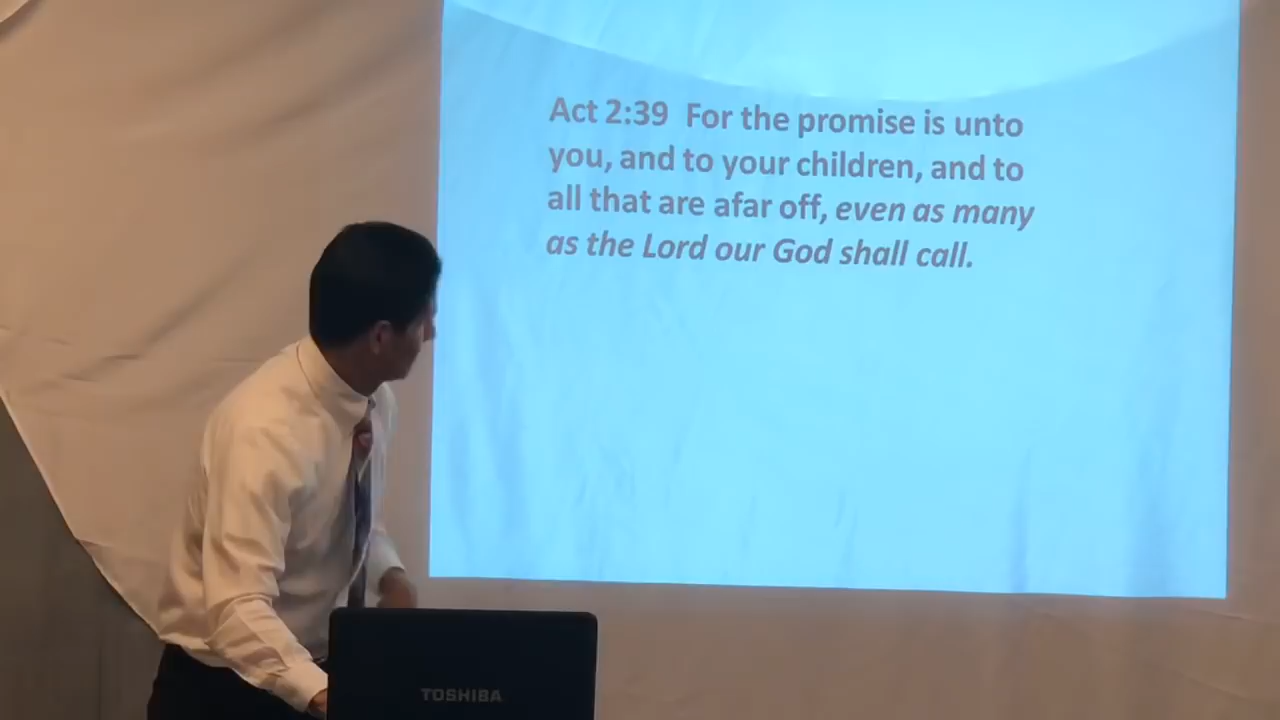 Act 2:39  For the promise is unto
you, and to your children, and to
all that are afar off, even as many
as the Lord our God shall call.
TOSHIBA